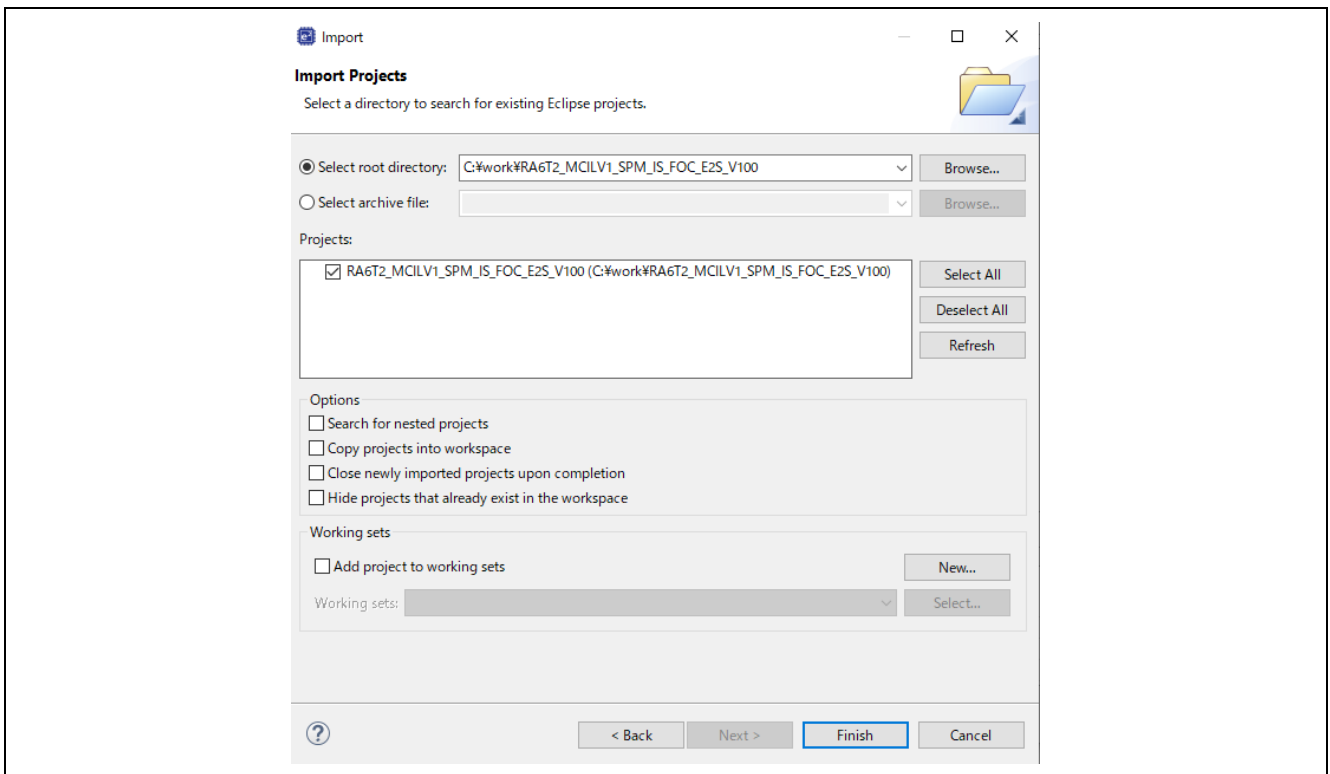 Import
Import Projects
Select a directory to search for existing Eclipse projects.
Select root directory: C:¥work¥RA6T2_MCILV1_SPM_IS_FOC_E2S_V100 Browse...
Select archive file: Browse...
Projects:
RA6T2_MCILV1_SPM_IS_FOC_E2S_V100 (C:¥work¥RA6T2_MCILV1_SPM_IS_FOC_E2S_V100) Select All
Deselect All
Refresh
Options
Search for nested projects
Copy projects into workspace
Close newly imported projects upon completion
Hide projects that already exist in the workspace
Working sets
Add project to working sets New...
Working sets: Select...
? < Back Next > Finish Cancel